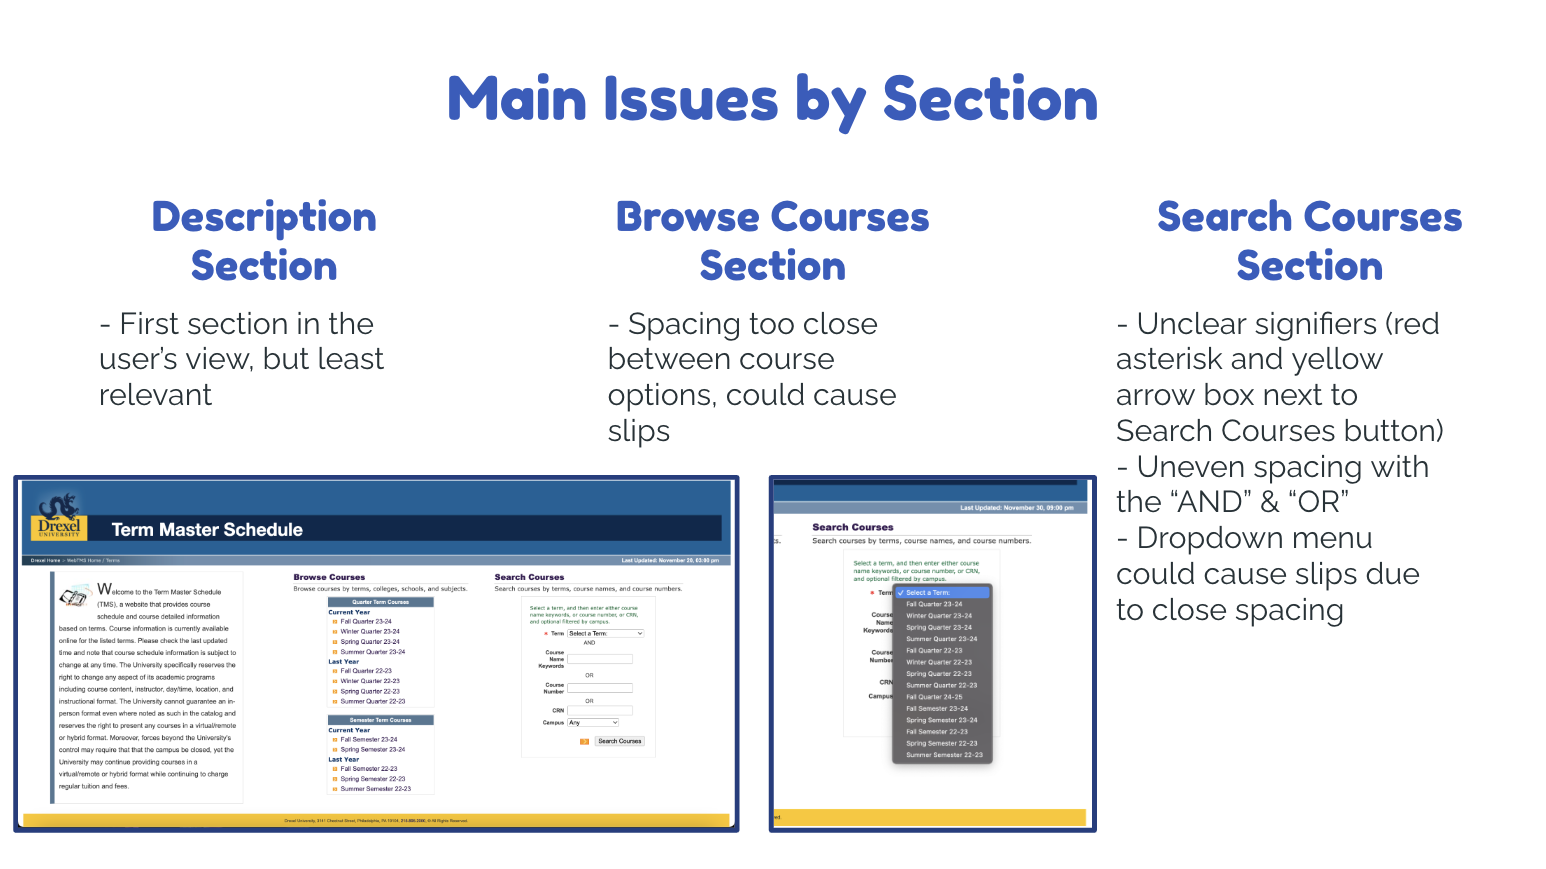 Main Issues by Section
Description
Section
- First section in the
user's view, but least
relevant
Browse Courses
Section
- Spacing too close
between course
options, could cause
slips
Search Courses
Section
- Unclear signifiers (red
asterisk and yellow
arrow box next to
Search Courses button)
- Uneven spacing with
the “AND” & “OR”
- Dropdown menu
could cause slips due
to close spacing
Drexel
UNIVERSITY
Term Master Schedule
Drexel Home > WebTMS Home / Terms
Last Updated: November 28, 03:00 pm
Welcome to the Term Master Schedule
(TMS), a website that provides course
schedule and course detailed information
based on terms. Course information is currently available
online for the listed terms. Please check the last updated
time and note that course schedule information is subject to
change at any time. The University specifically reserves the
right to change any aspect of its academic programs
including course content, instructor, day/time, location, and
instructional format. The University cannot guarantee an in-
person format even where noted as such in the catalog and
reserves the right to present any courses in a virtual/remote
or hybrid format. Moreover, forces beyond the University's
control may require that that the campus be closed, yet the
University may continue providing courses in a
virtual/remote or hybrid format while continuing to charge
regular tuition and fees.
Browse Courses
Browse courses by terms, colleges, schools, and subjects.
Quarter Term Courses
Current Year
Fall Quarter 23-24
Winter Quarter 23-24
Spring Quarter 23-24
Summer Quarter 23-24
Last Year
Fall Quarter 22-23
Winter Quarter 22-23
Spring Quarter 22-23
Summer Quarter 22-23
Semester Term Courses
Current Year
Fall Semester 23-24
Spring Semester 23-24
Last Year
Fall Semester 22-23
Spring Semester 22-23
Summer Semester 22-23
Search Courses
Search courses by terms, course names, and course numbers.
Select a term, and then enter either course
name keywords, or course number, or CRN,
and optional filtered by campus.
* Term Select a Term:
AND
Course
Name
Keywords
OR
Course
Number
OR
CRN
Campus Any
Search Courses
Drexel University, 3141 Chestnut Street, Philadelphia, PA 19104, 215.895.2000, © All Rights Reserved.
Last Updated: November 30, 09:00 pm
Search Courses
Search courses by terms, course names, and course numbers.
Select a term, and then enter either course
name keywords, or course number, or CRN,
and optional filtered by campus.
* Term
✓ Select a Term:
Fall Quarter 23-24
Winter Quarter 23-24
Spring Quarter 23-24
Summer Quarter 23-24
Fall Quarter 22-23
Winter Quarter 22-23
Spring Quarter 22-23
Summer Quarter 22-23
Fall Quarter 24-25
Fall Semester 23-24
Spring Semester 23-24
Fall Semester 22-23
Spring Semester 22-23
Summer Semester 22-23
Course
Name
Keywords
Course
Number
CRN
Campus